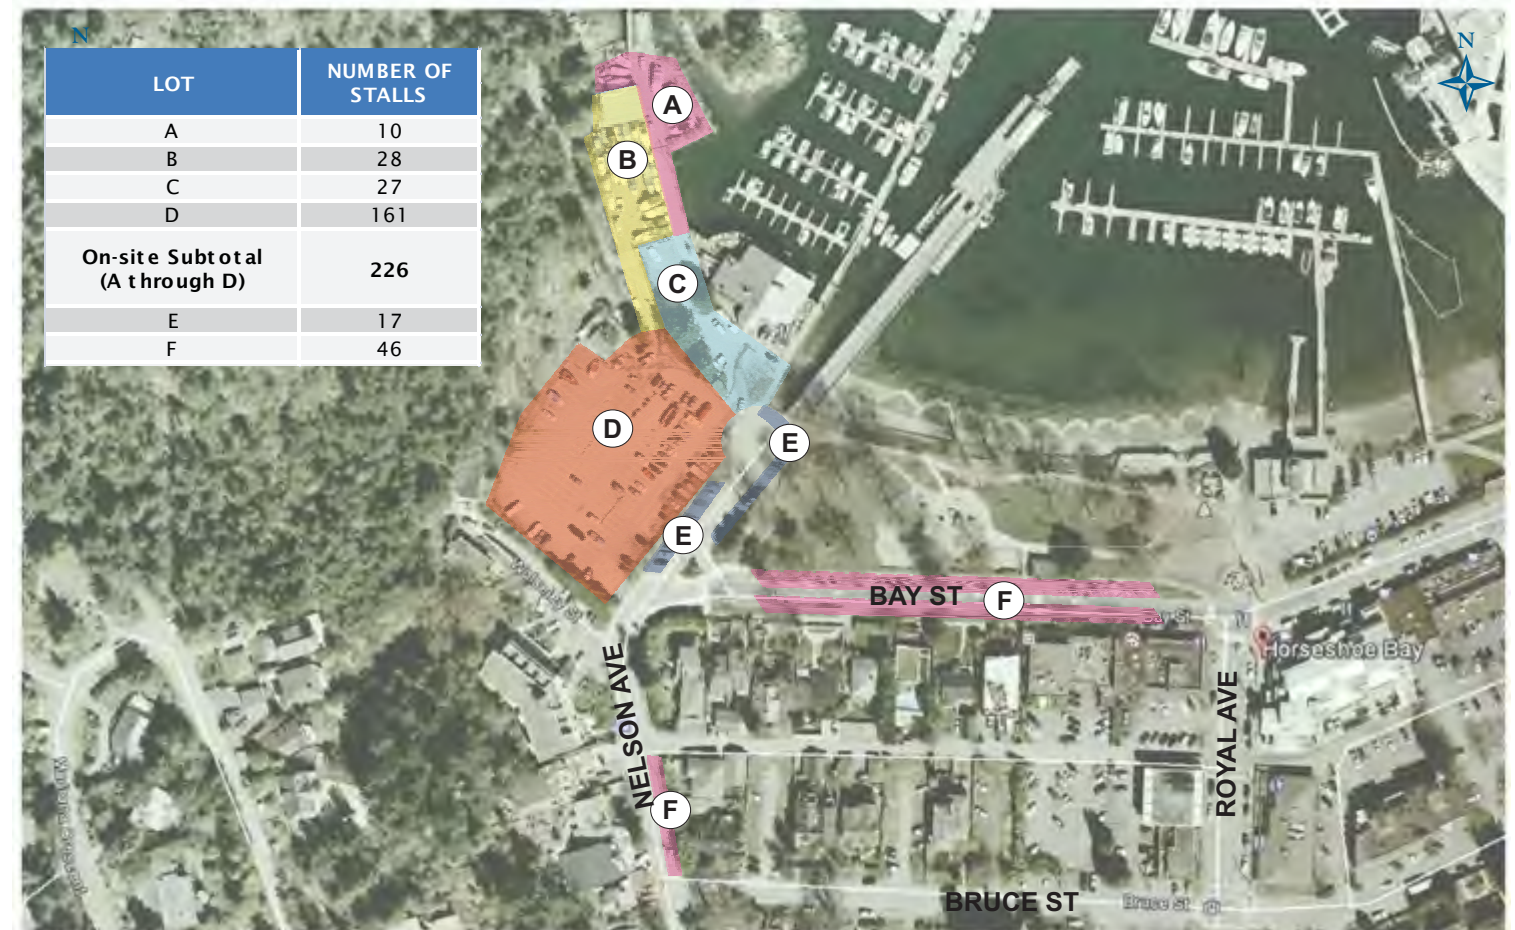 N
LOT NUMBER OF STALLS
A 10
B 28
C 27
D 161
On-site Subtotal (A through D) 226
E 17
F 46
N
A
B
C
D
E
E
BAY ST
F
Bay St
Horseshoe Bay
NELSON AVE
ROYAL AVE
F
BRUCE ST
Bruce St